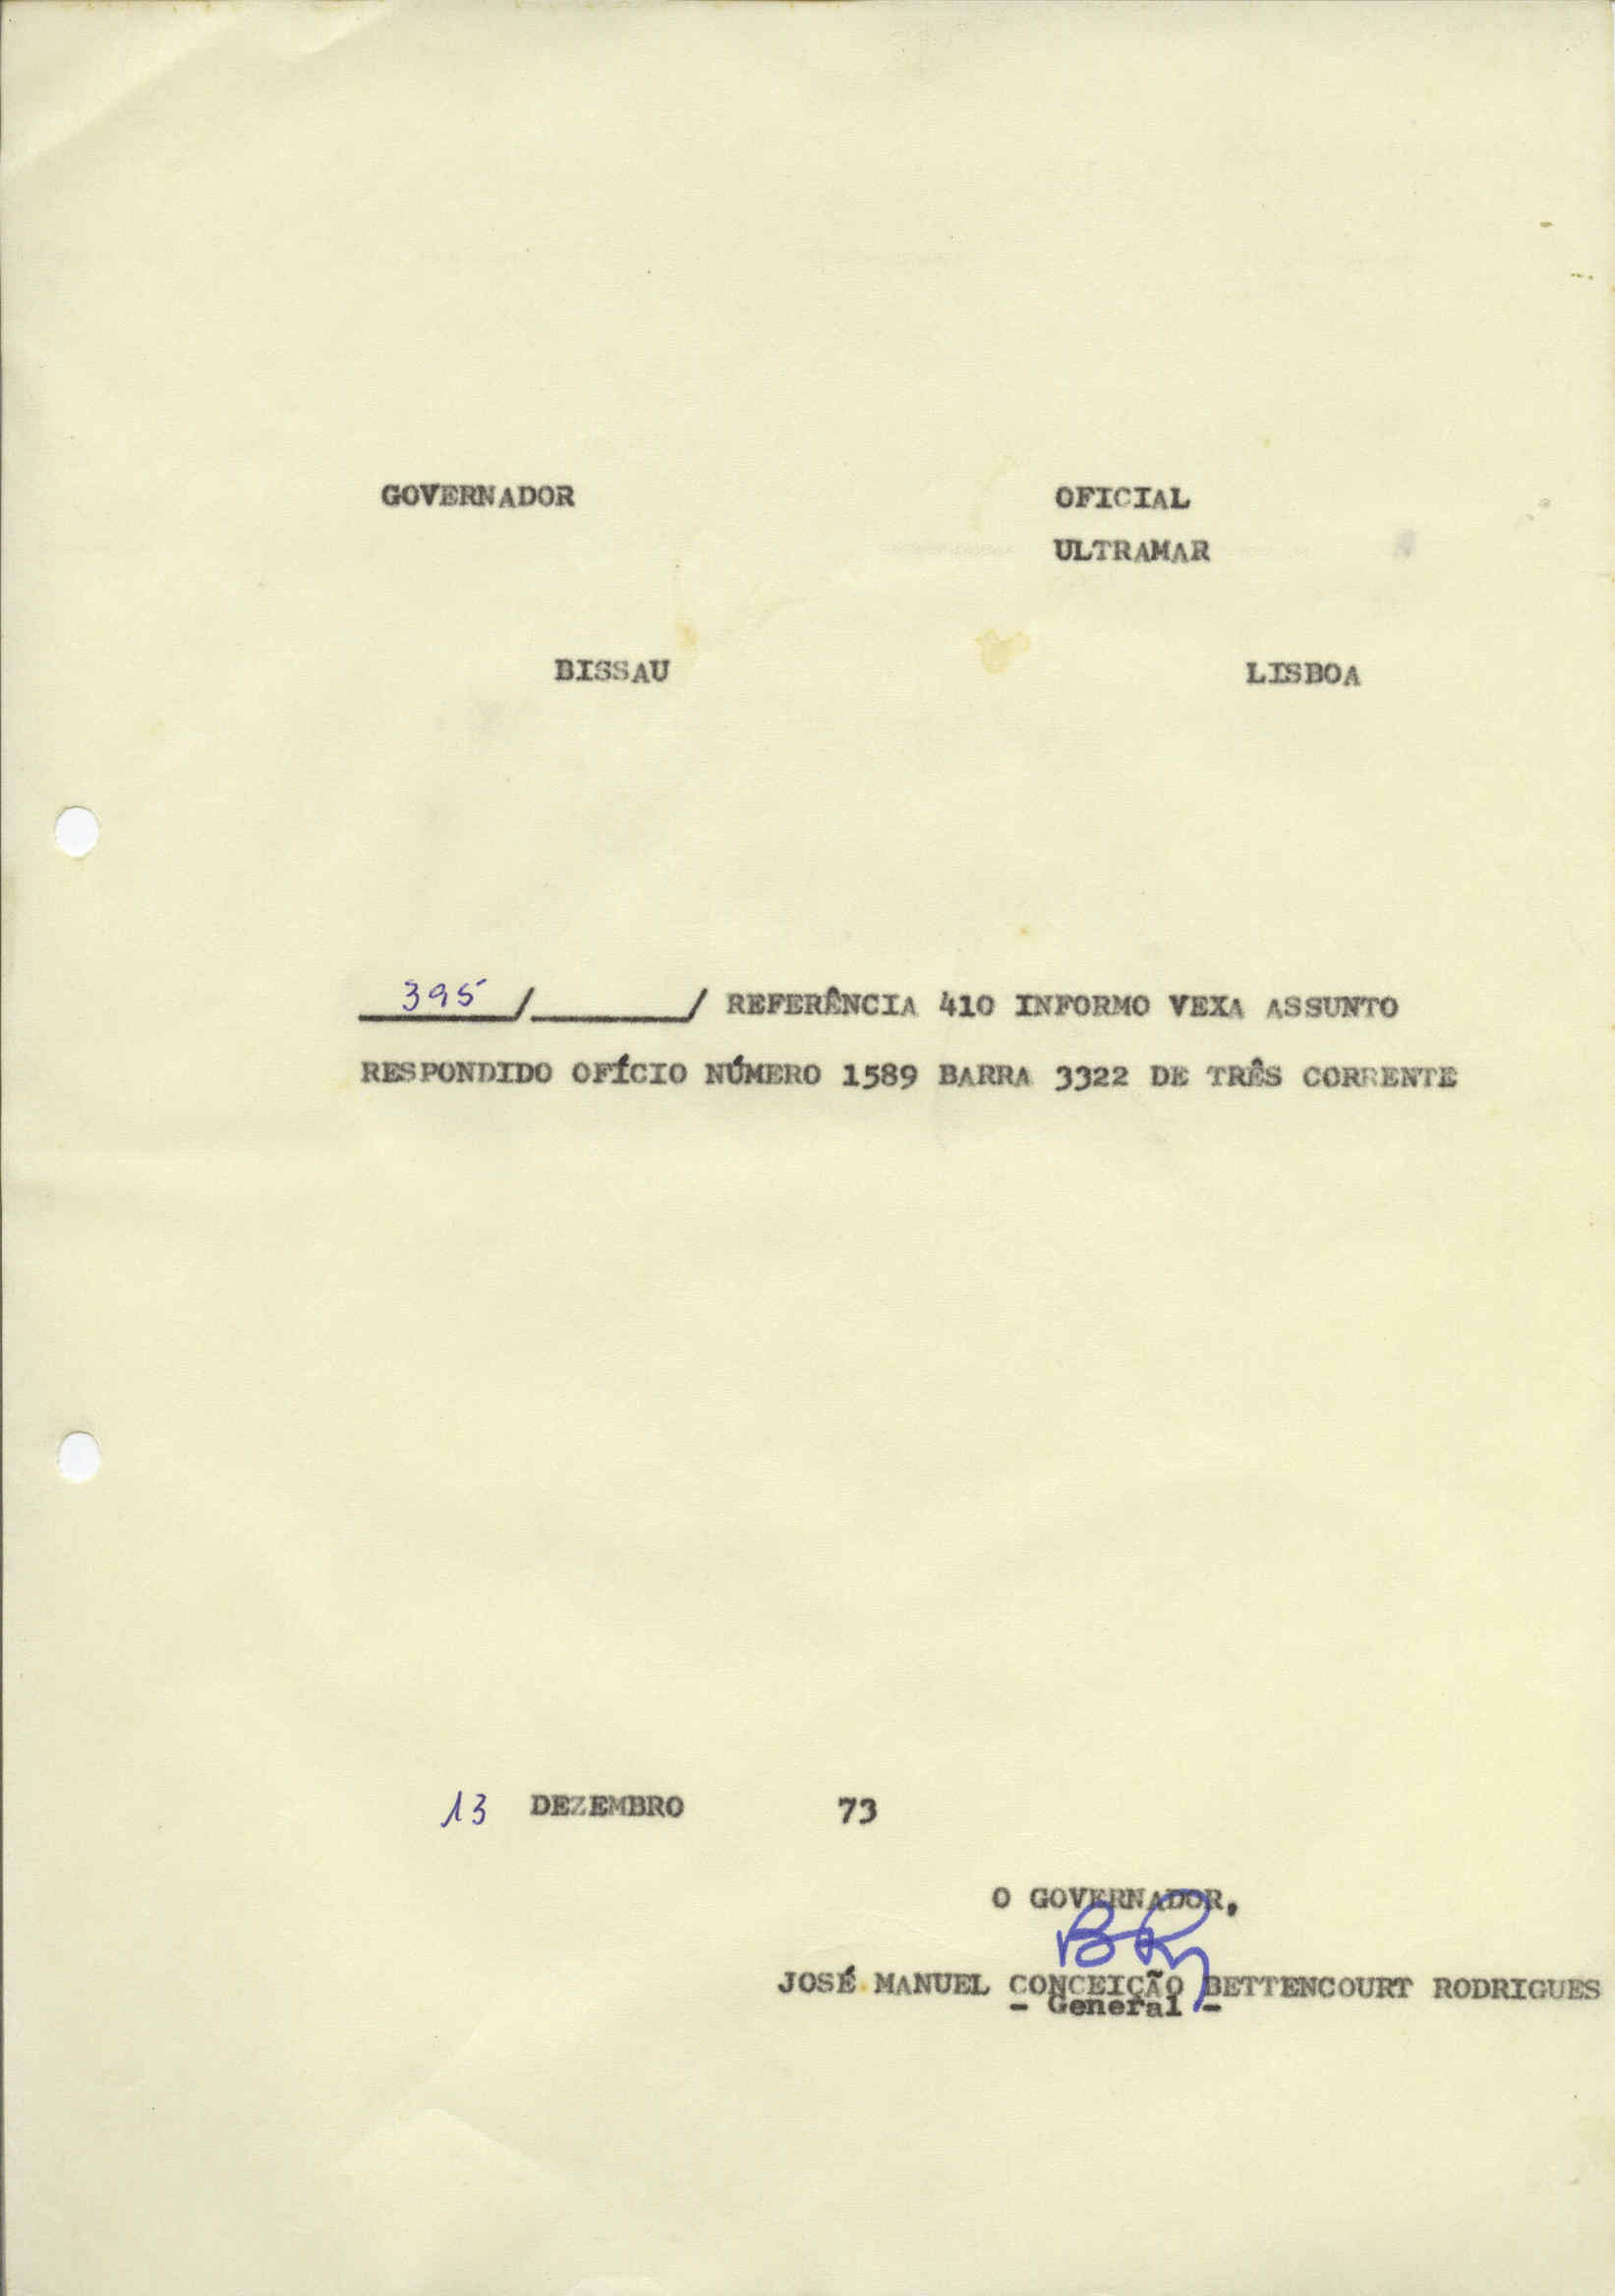 GOVERNADOR OFICIAL
ULTRAMAR
BISSAU LISBOA
395 /        / REFERÊNCIA 410 INFORMO VEXA ASSUNTO
RESPONDIDO OFÍCIO NÚMERO 1589 BARRA 3322 DE TRÊS CORRENTE
13 DEZEMBRO 73
O GOVERNADOR,
BR
JOSÉ MANUEL CONCEIÇÃO BETTENCOURT RODRIGUES
- General -